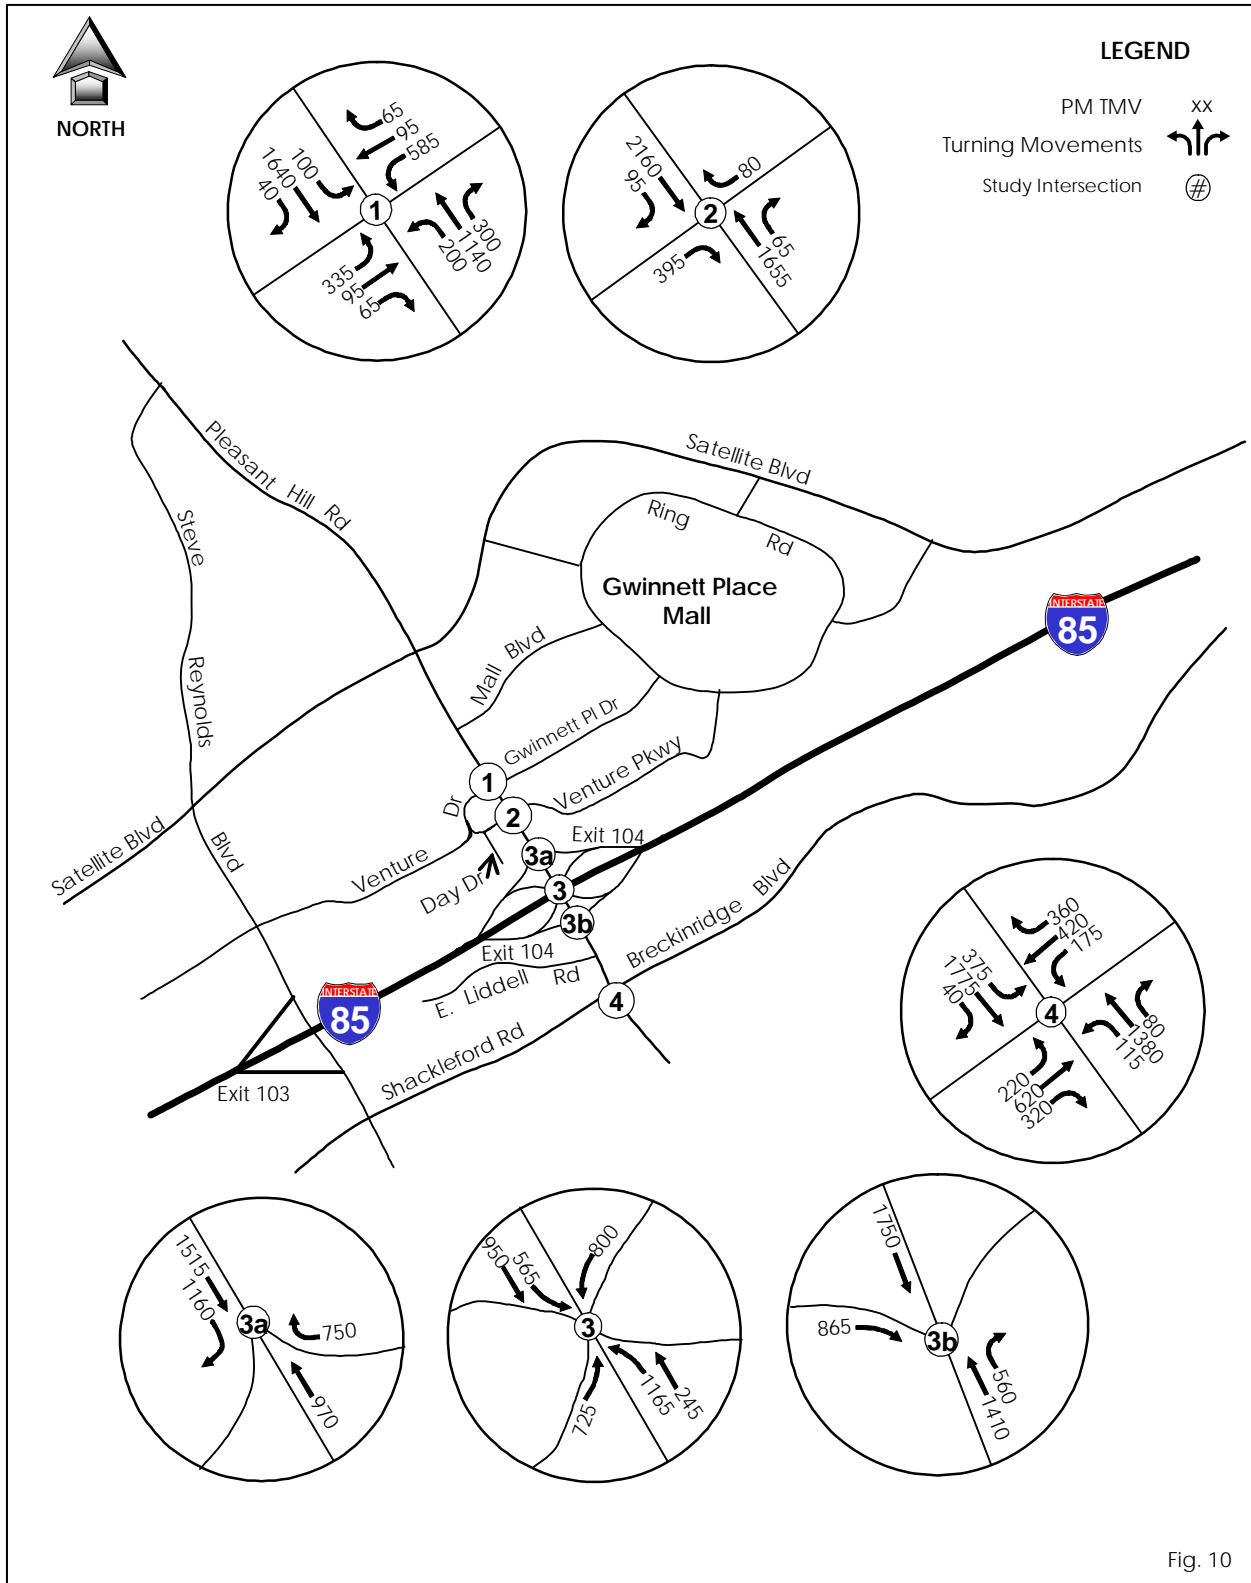 NORTH
LEGEND
PM TMV xx
Turning Movements
Study Intersection #
65
95
585
100
1640
40
1
300
1140
200
335
95
65
2160
95
80
2
65
1655
395
Pleasant Hill Rd
Satellite Blvd
Ring Rd
Gwinnett Place
Mall
Steve Reynolds Blvd
Mall Blvd
Gwinnett Pl Dr
Venture Pkwy
INTERSTATE
85
1
2
3a
3
3b
4
Satellite Blvd
Venture Dr
Day Dr
Exit 104
Exit 104
E. Liddell Rd
Breckinridge Blvd
Shackleford Rd
INTERSTATE
85
Exit 103
360
420
175
375
1775
40
4
80
1380
115
220
620
320
1515
1160
3a
750
970
950
565
800
3
725
1165
245
1750
865
3b
560
1410
Fig. 10